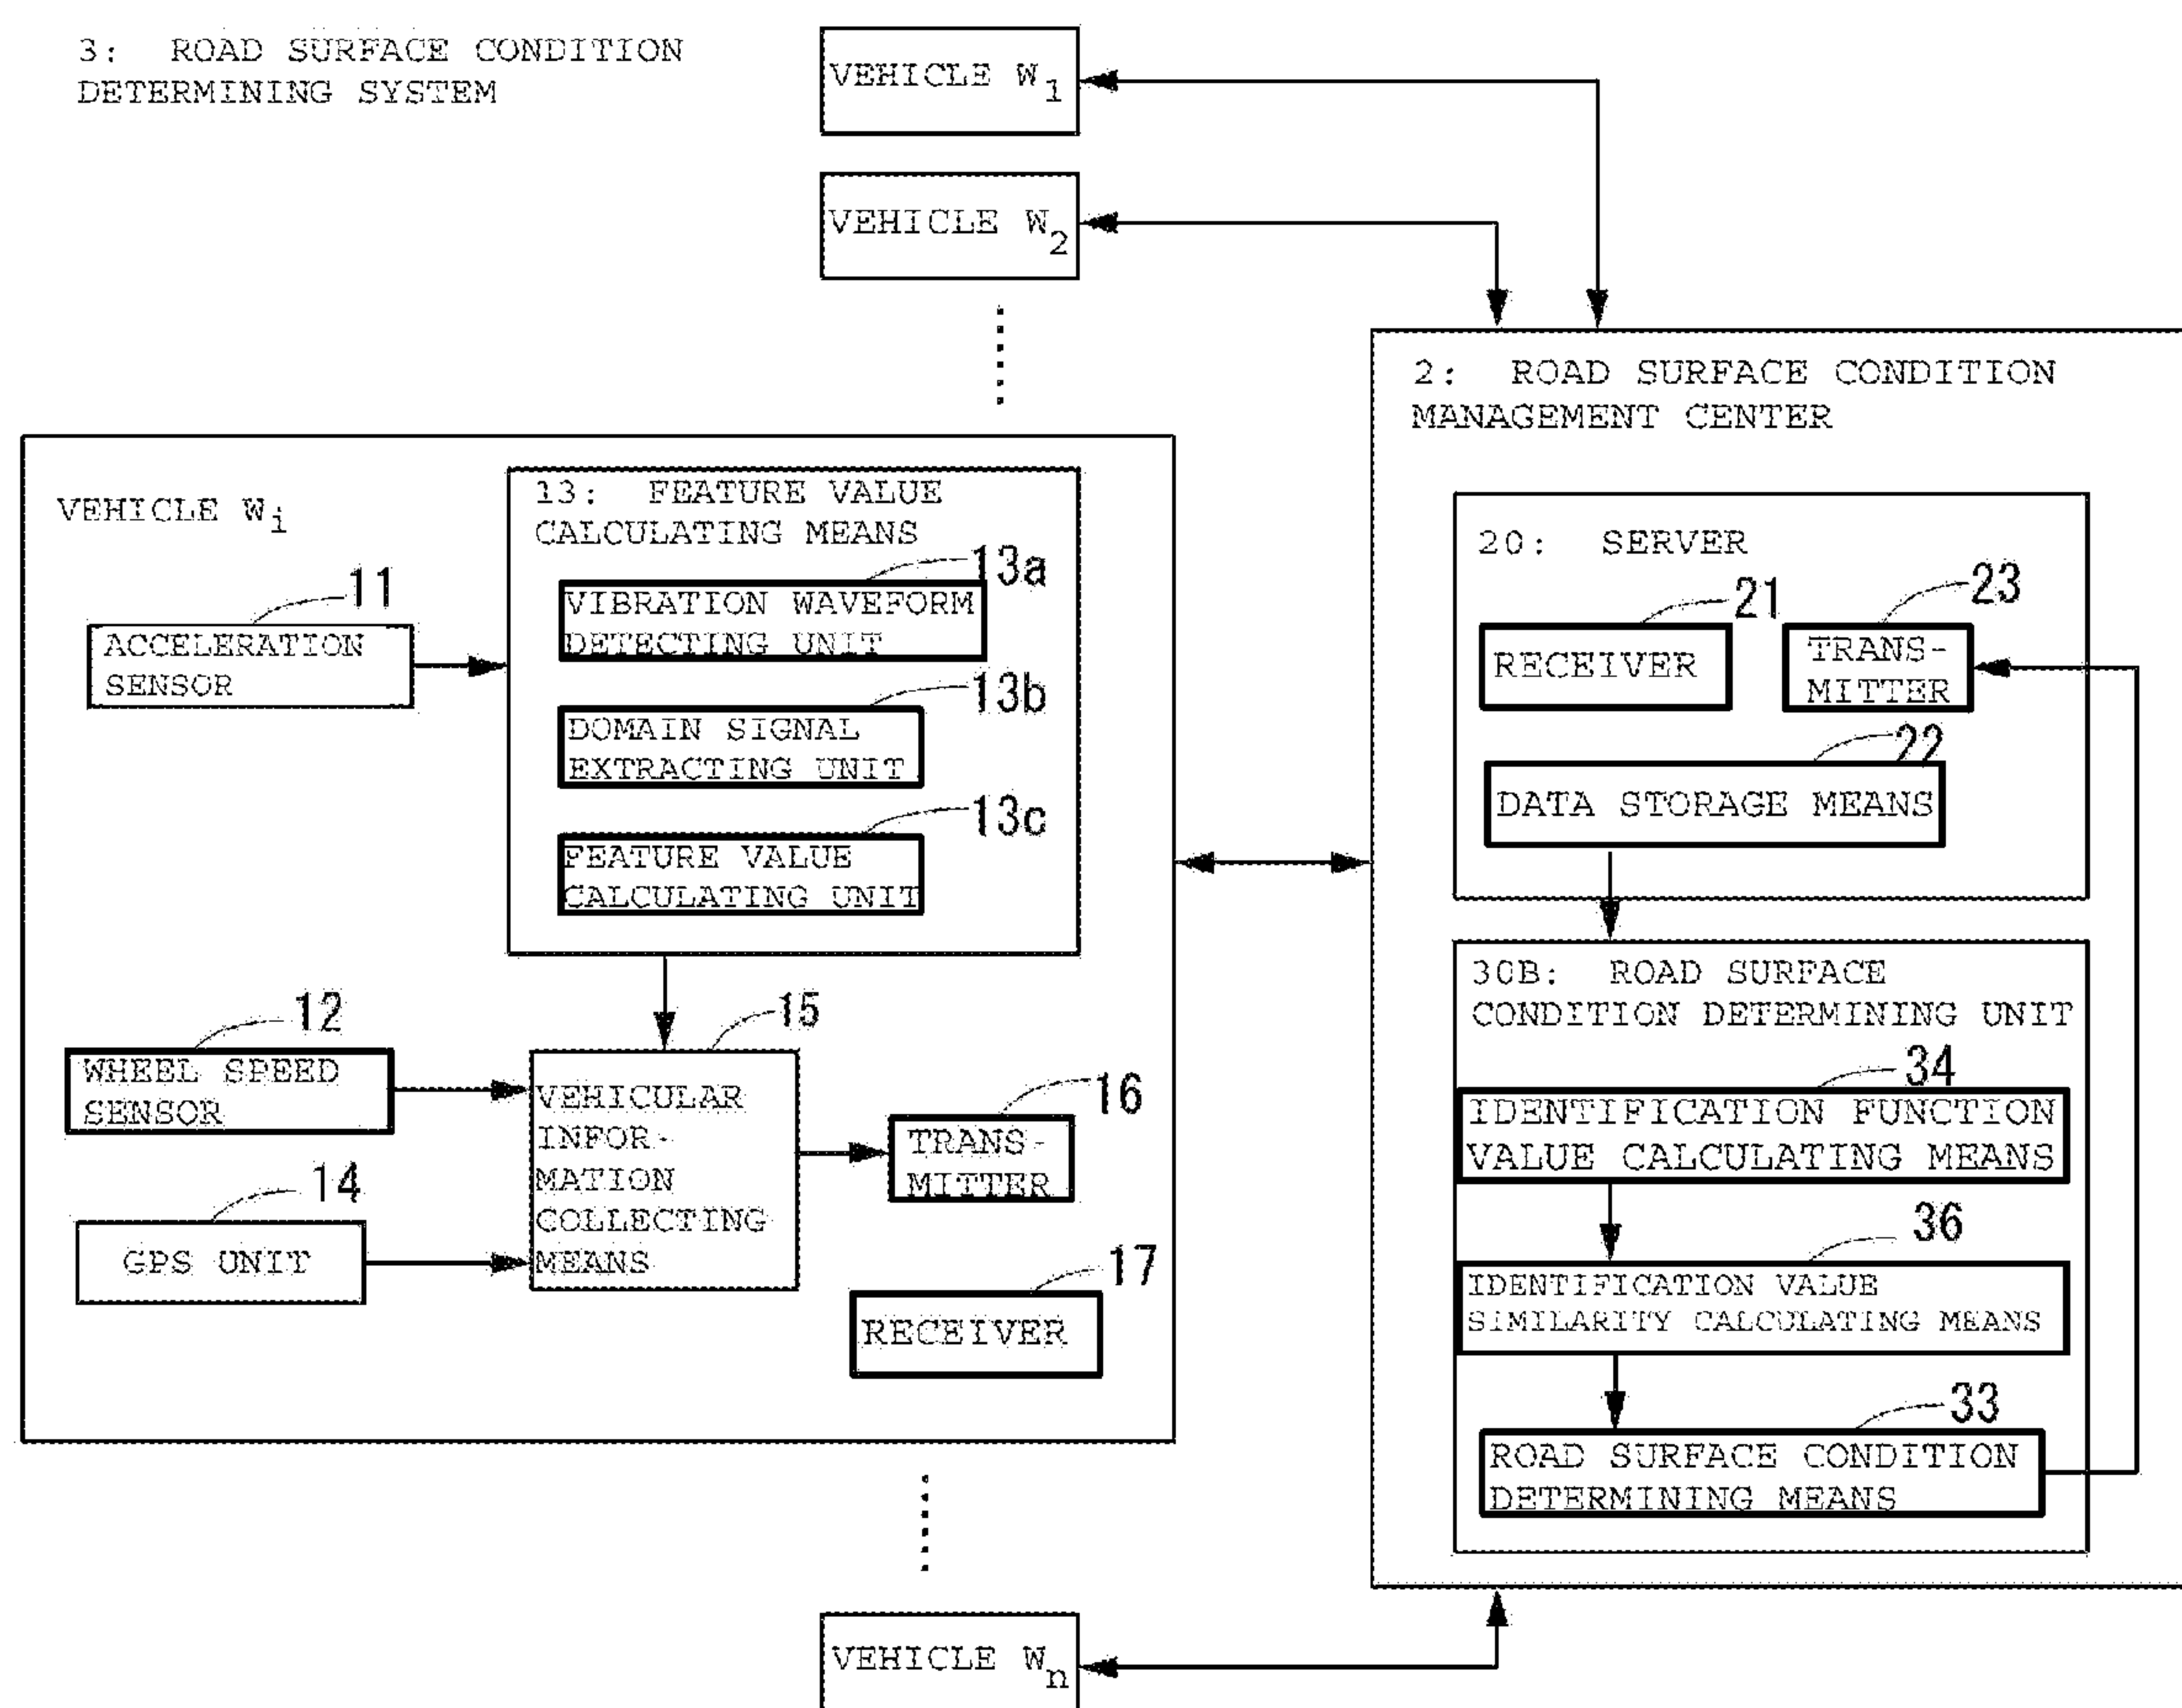 3: ROAD SURFACE CONDITION
DETERMINING SYSTEM
VEHICLE W1
VEHICLE W2
VEHICLE Wi
11
ACCELERATION
SENSOR
13: FEATURE VALUE
CALCULATING MEANS
13a
VIBRATION WAVEFORM
DETECTING UNIT
13b
DOMAIN SIGNAL
EXTRACTING UNIT
13c
FEATURE VALUE
CALCULATING UNIT
12
WHEEL SPEED
SENSOR
14
GPS UNIT
15
VEHICULAR
INFOR-
MATION
COLLECTING
MEANS
16
TRANS-
MITTER
17
RECEIVER
2: ROAD SURFACE CONDITION
MANAGEMENT CENTER
20: SERVER
21
RECEIVER
23
TRANS-
MITTER
22
DATA STORAGE MEANS
30B: ROAD SURFACE
CONDITION DETERMINING UNIT
34
IDENTIFICATION FUNCTION
VALUE CALCULATING MEANS
36
IDENTIFICATION VALUE
SIMILARITY CALCULATING MEANS
33
ROAD SURFACE CONDITION
DETERMINING MEANS
VEHICLE Wn